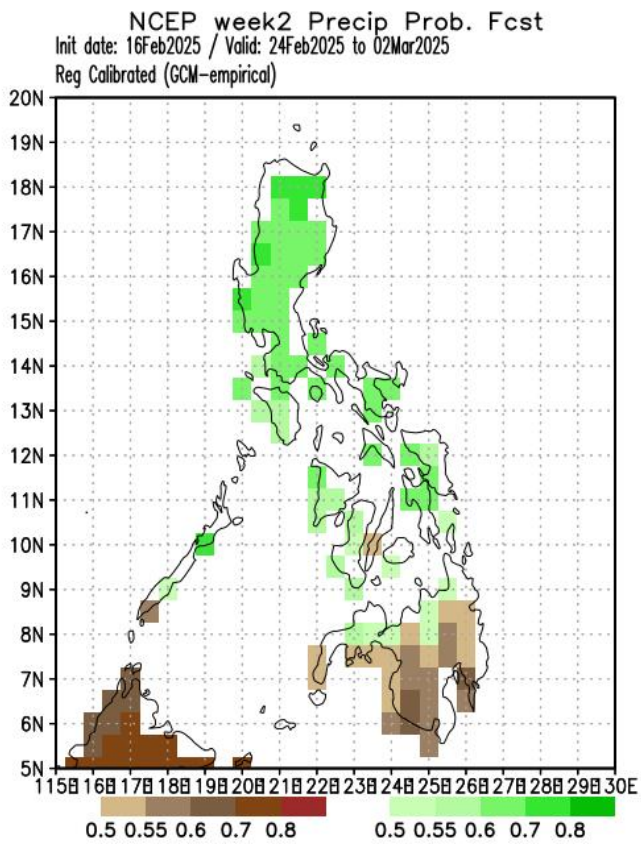 NCEP week2 Precip Prob. Fcst
Init date: 16Feb2025 / Valid: 24Feb2025 to 02Mar2025
Reg Calibrated (GCM-empirical)
20N
19N
18N
17N
16N
15N
14N
13N
12N
11N
10N
9N
8N
7N
6N
5N
115E 116E 117E 118E 119E 120E 121E 122E 123E 124E 125E 126E 127E 128E 129E 130E
0.5 0.55 0.6 0.7 0.8 0.5 0.55 0.6 0.7 0.8